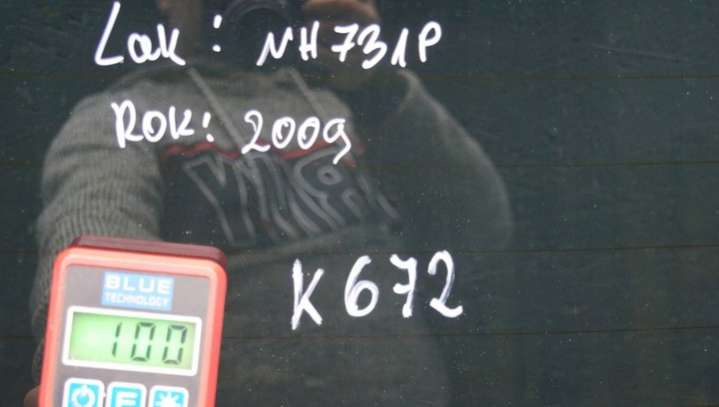 Lak: NH731P
Rok: 2009
K672
BLUE
TECHNOLOGY
100